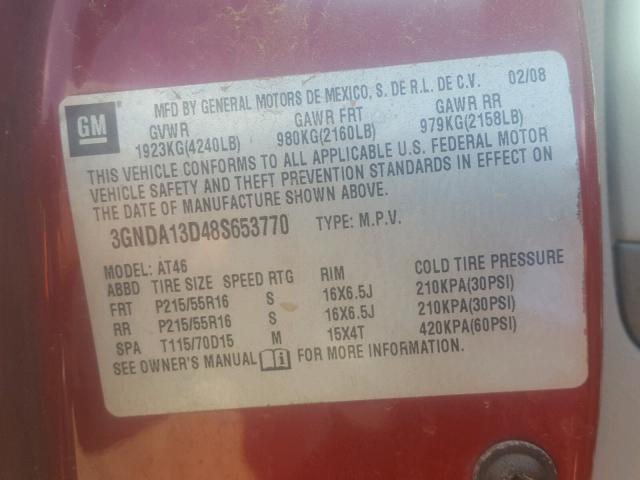 GM
MFD BY GENERAL MOTORS DE MEXICO, S. DE R.L. DE C.V. 02/08
GVWR GAWR FRT GAWR RR
1923KG(4240LB) 980KG(2160LB) 979KG(2158LB)
THIS VEHICLE CONFORMS TO ALL APPLICABLE U.S. FEDERAL MOTOR
VEHICLE SAFETY AND THEFT PREVENTION STANDARDS IN EFFECT ON
THE DATE OF MANUFACTURE SHOWN ABOVE.
3GNDA13D48S653770 TYPE: M.P.V.
MODEL: AT46
ABBD TIRE SIZE SPEED RTG RIM COLD TIRE PRESSURE
FRT P215/55R16 S 16X6.5J 210KPA(30PSI)
RR P215/55R16 S 16X6.5J 210KPA(30PSI)
SPA T115/70D15 M 15X4T 420KPA(60PSI)
SEE OWNER'S MANUAL FOR MORE INFORMATION.